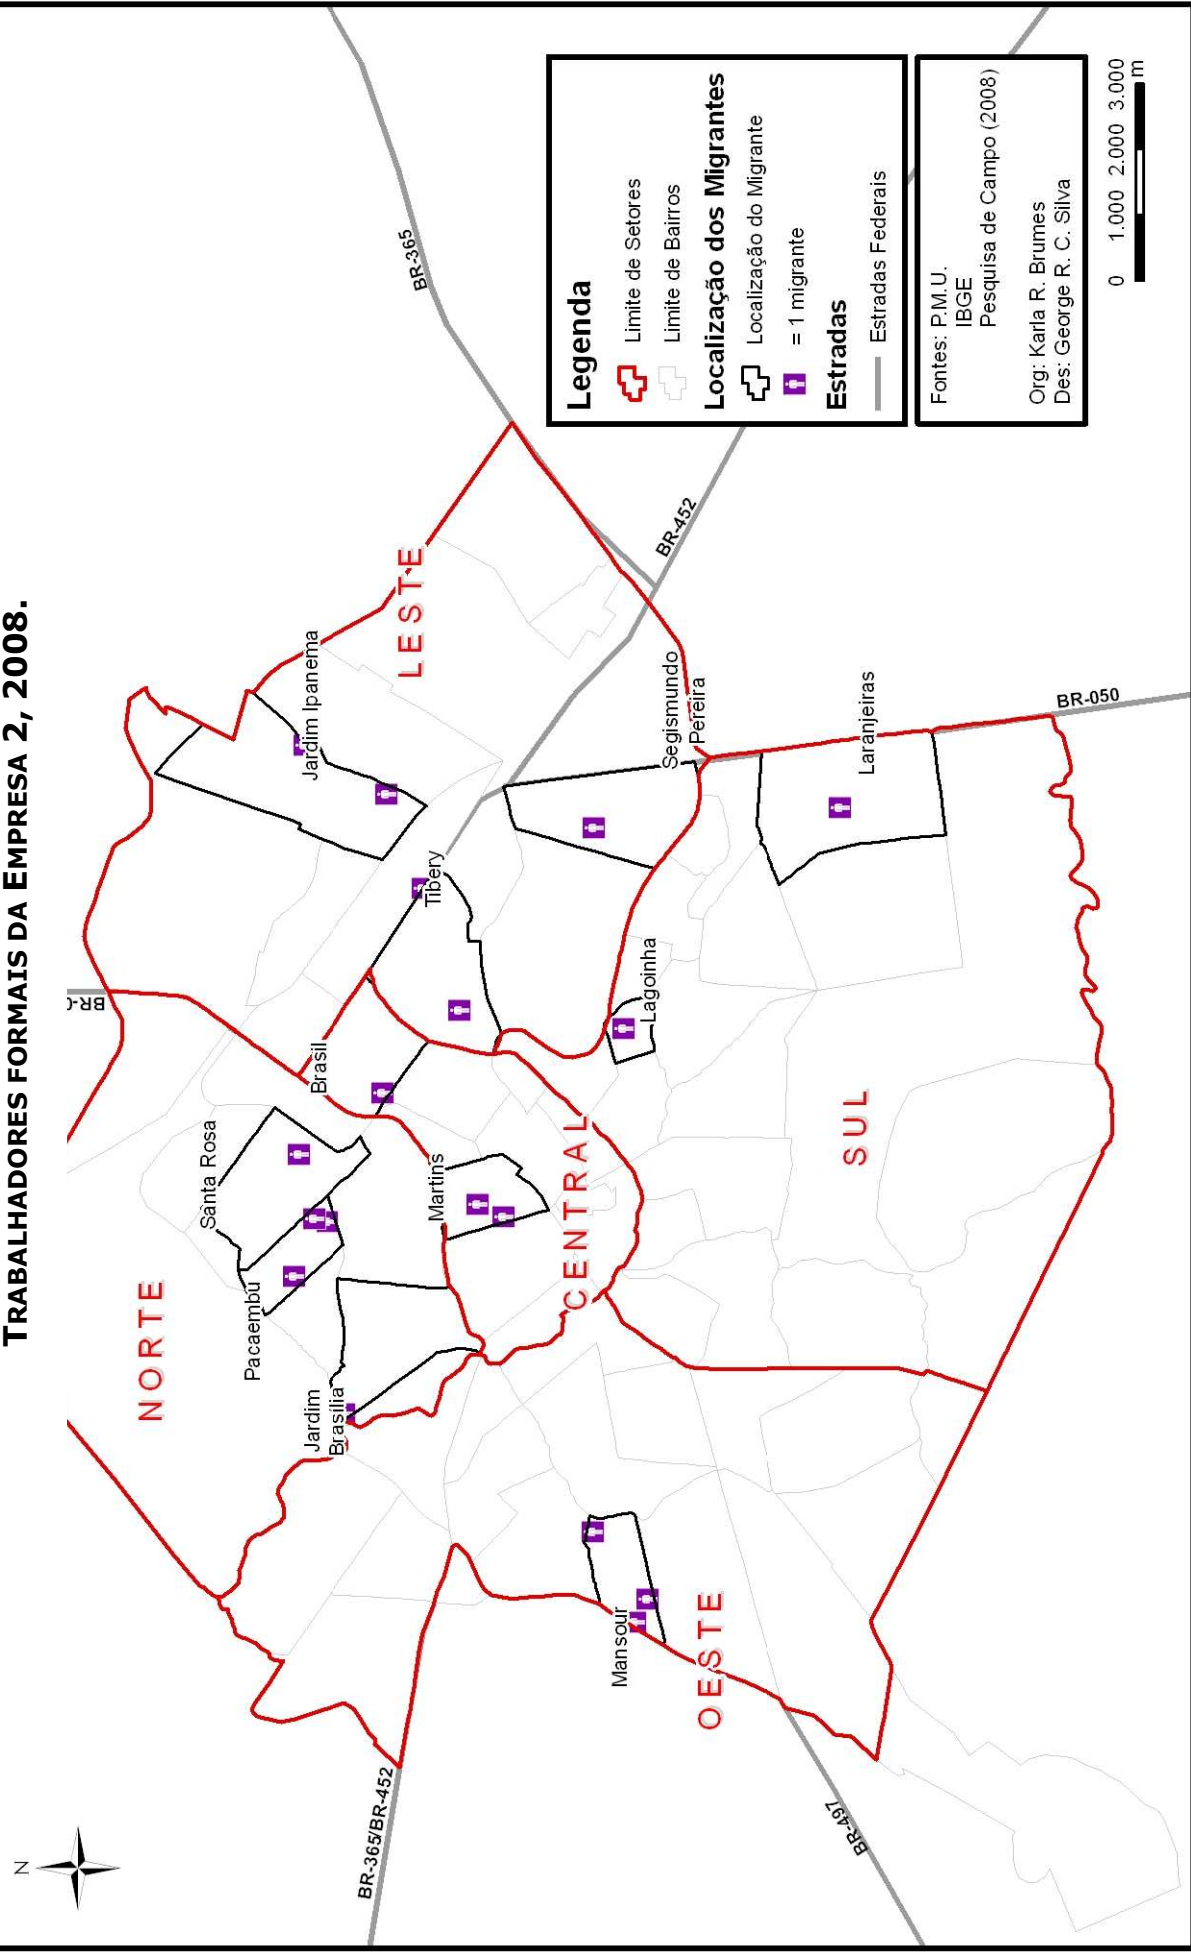 TRABALHADORES FORMAIS DA EMPRESA 2, 2008.
N
NORTE
LESTE
CENTRAL
SUL
OESTE
BR-365
BR-0
BR-365/BR-452
BR-452
BR-050
BR-497
Santa Rosa
Pacaembu
Jardim
Brasília
Brasil
Martins
Jardim Ipanema
Tibery
Segismundo
Pereira
Lagoinha
Laranjeiras
Mansour
Legenda
Limite de Setores
Limite de Bairros
Localização dos Migrantes
Localização do Migrante
= 1 migrante
Estradas
Estradas Federais
Fontes: P.M.U.
IBGE
Pesquisa de Campo (2008)
Org: Karla R. Brumes
Des: George R. C. Silva
0 1.000 2.000 3.000
m